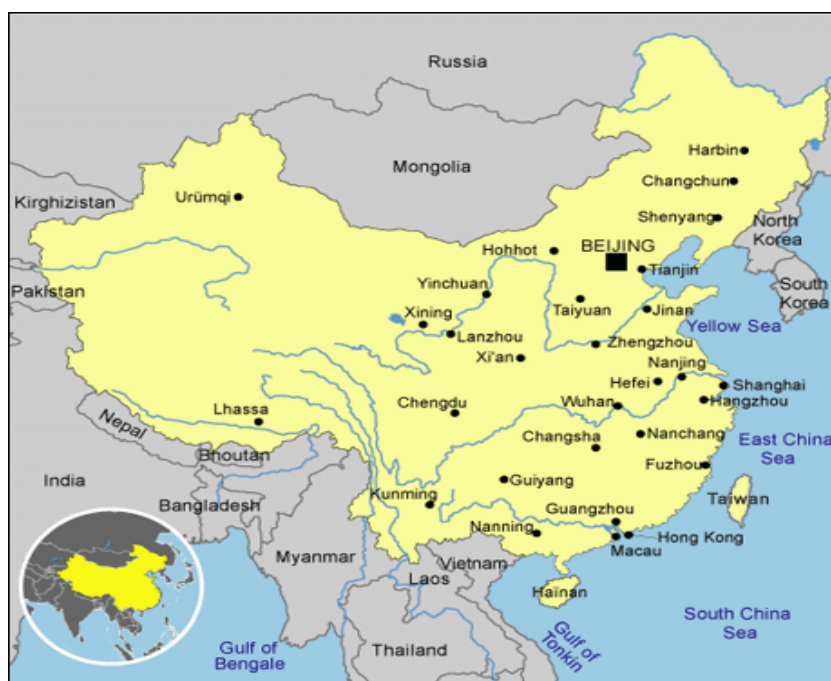 Russia
Mongolia
Harbin
Changchun
Kirghizistan
Urümqi
Shenyang
North
Korea
Hohhot
BEIJING
Tianjin
Pakistan
Yinchuan
South
Korea
Xining
Taiyuan
Jinan
Yellow Sea
Lanzhou
Zhengzhou
Xi'an
Nanjing
Hefei
Shanghai
Chengdu
Wuhan
Hangzhou
Lhassa
Nepal
Changsha
Nanchang
East China
Sea
Bhoutan
Fuzhou
India
Guiyang
Kunming
Taiwan
Bangladesh
Guangzhou
Nanning
Hong Kong
Macau
Myanmar
Vietnam
Laos
Haïnan
South China
Sea
Gulf of
Bengale
Thailand
Gulf of
Tonkin